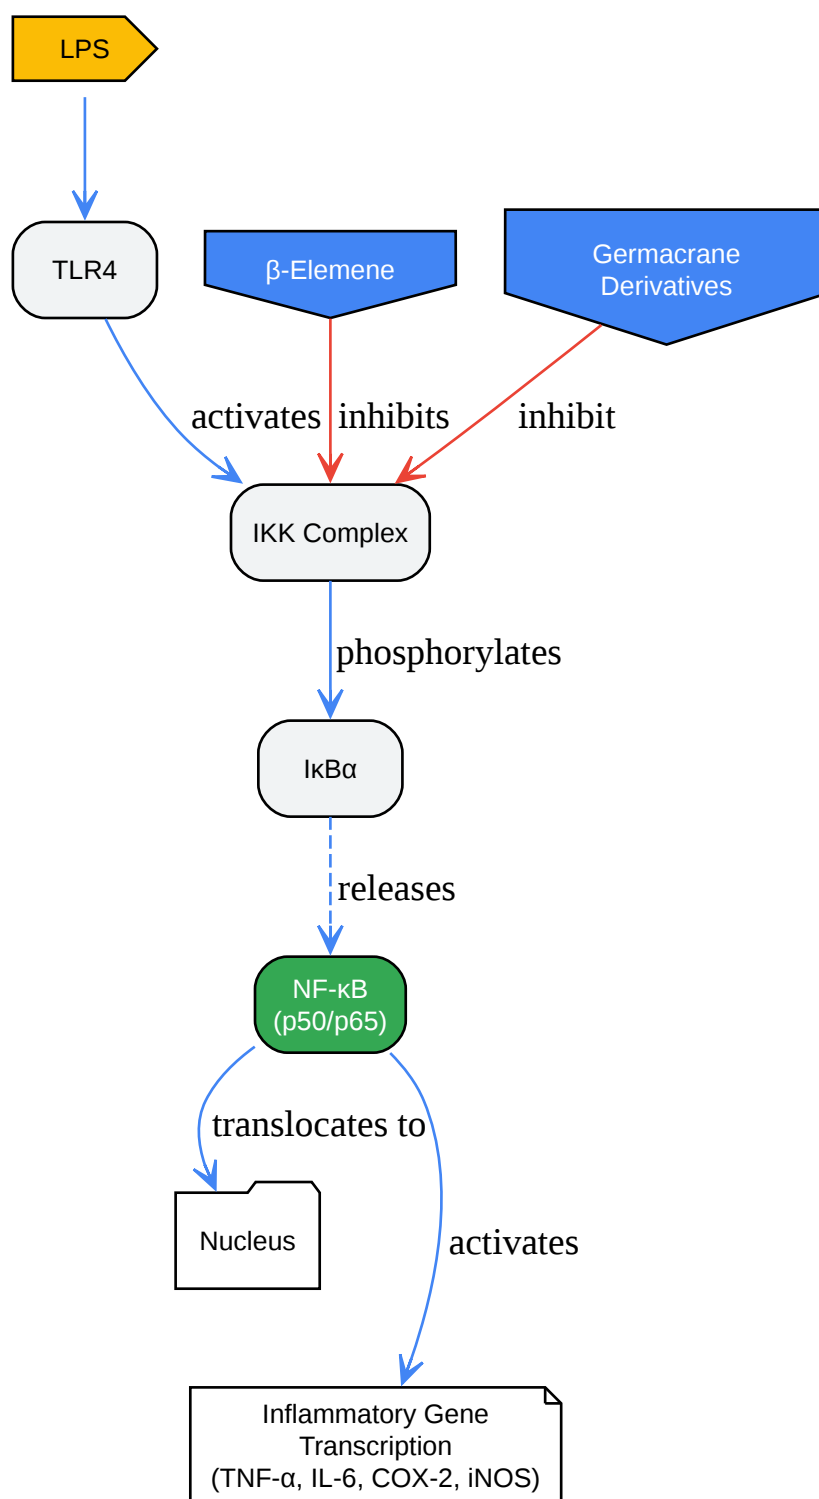 LPS
TLR4
β-Elemene
Germacrane
Derivatives
activates
inhibits
inhibit
IKK Complex
phosphorylates
IκBα
releases
NF-κB
(p50/p65)
translocates to
Nucleus
activates
Inflammatory Gene
Transcription
(TNF-α, IL-6, COX-2, iNOS)